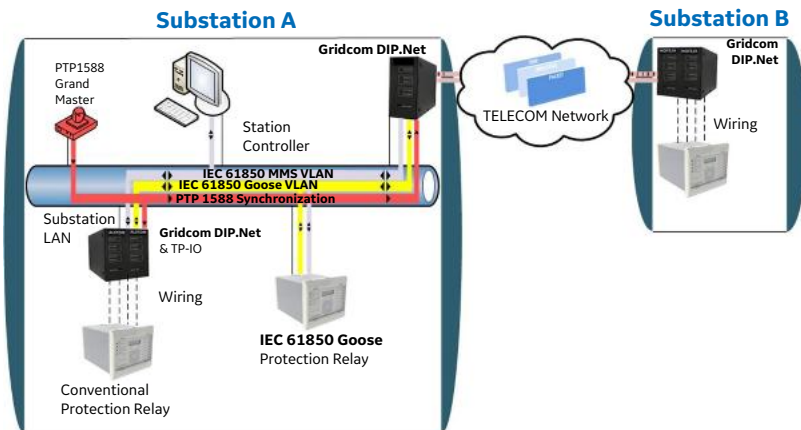 Substation A
Substation B
PTP1588
Grand
Master
Station
Controller
Gridcom DIP.Net
TELECOM Network
Gridcom
DIP.Net
Wiring
IEC 61850 MMS VLAN
IEC 61850 Goose VLAN
PTP 1588 Synchronization
Substation
LAN
Gridcom DIP.Net
& TP-IO
Wiring
IEC 61850 Goose
Protection Relay
Conventional
Protection Relay